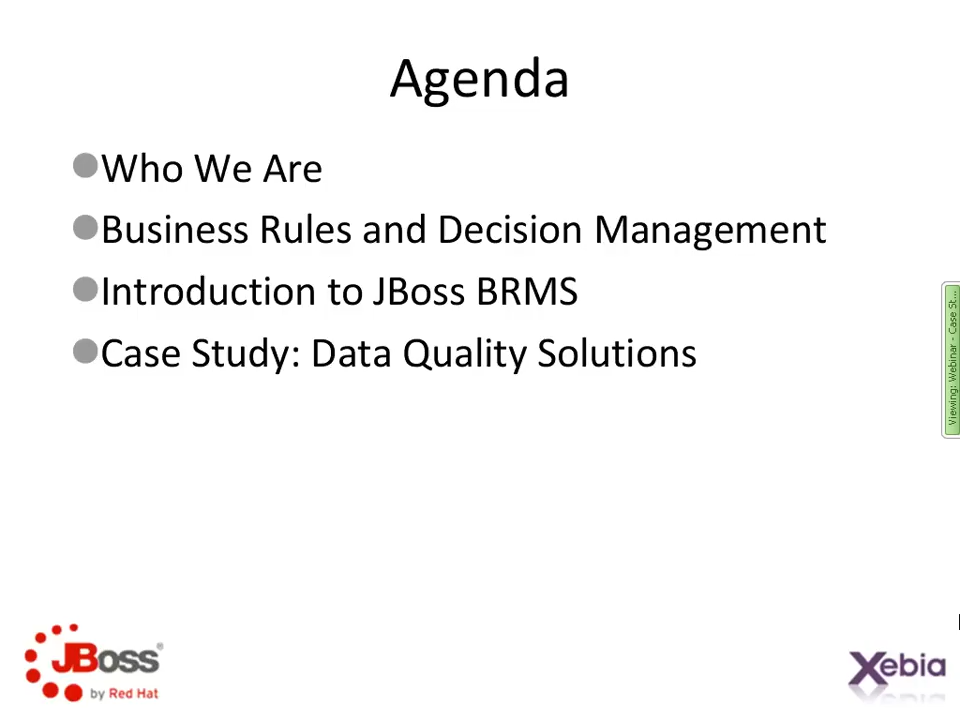 Agenda
Who We Are
Business Rules and Decision Management
Introduction to JBoss BRMS
Case Study: Data Quality Solutions
Viewing: Webinar - Case St...
JBoss®
by Red Hat
Xebia